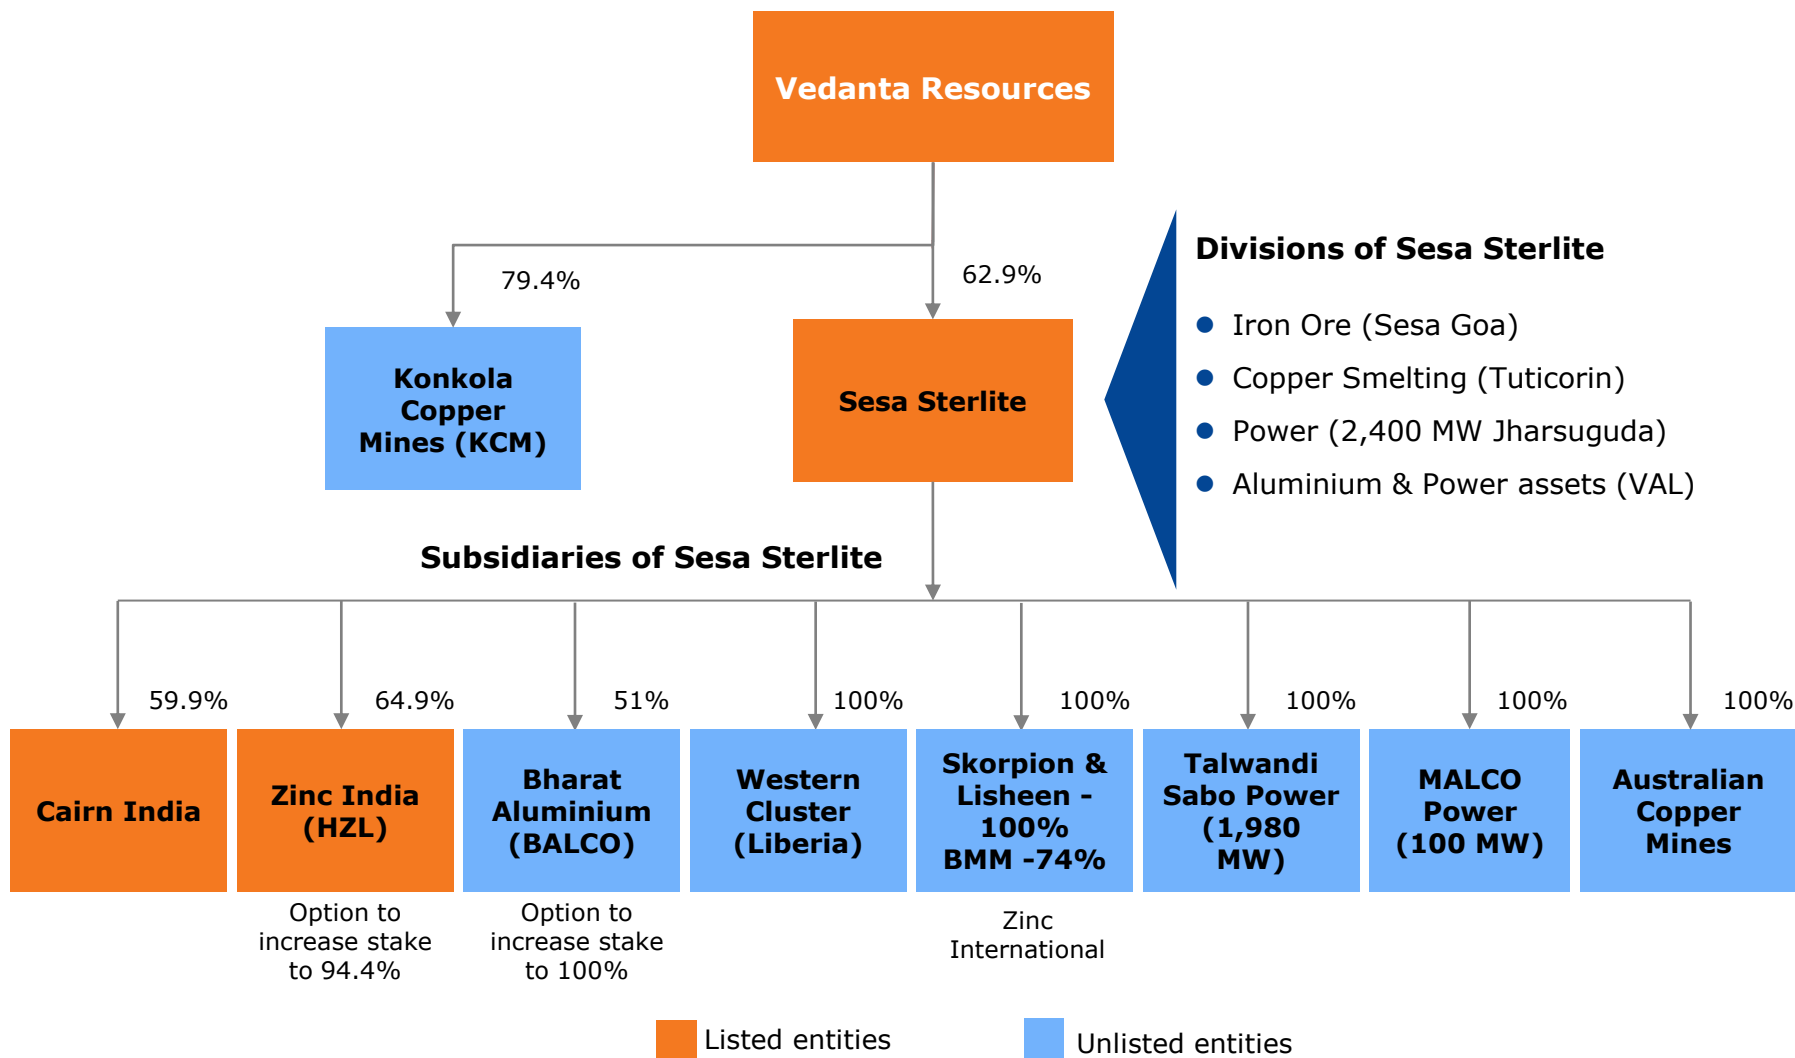 Vedanta Resources
Divisions of Sesa Sterlite
79.4%
62.9%
Iron Ore (Sesa Goa)
Konkola
Copper
Mines (KCM)
Sesa Sterlite
Copper Smelting (Tuticorin)
Power (2,400 MW Jharsuguda)
Aluminium & Power assets (VAL)
Subsidiaries of Sesa Sterlite
59.9%
64.9%
51%
100%
100%
100%
100%
100%
Cairn India
Zinc India
(HZL)
Bharat
Aluminium
(BALCO)
Western
Cluster
(Liberia)
Skorpion &
Lisheen -
100%
BMM -74%
Talwandi
Sabo Power
(1,980
MW)
MALCO
Power
(100 MW)
Australian
Copper
Mines
Option to
increase stake
to 94.4%
Option to
increase stake
to 100%
Zinc
International
Listed entities
Unlisted entities